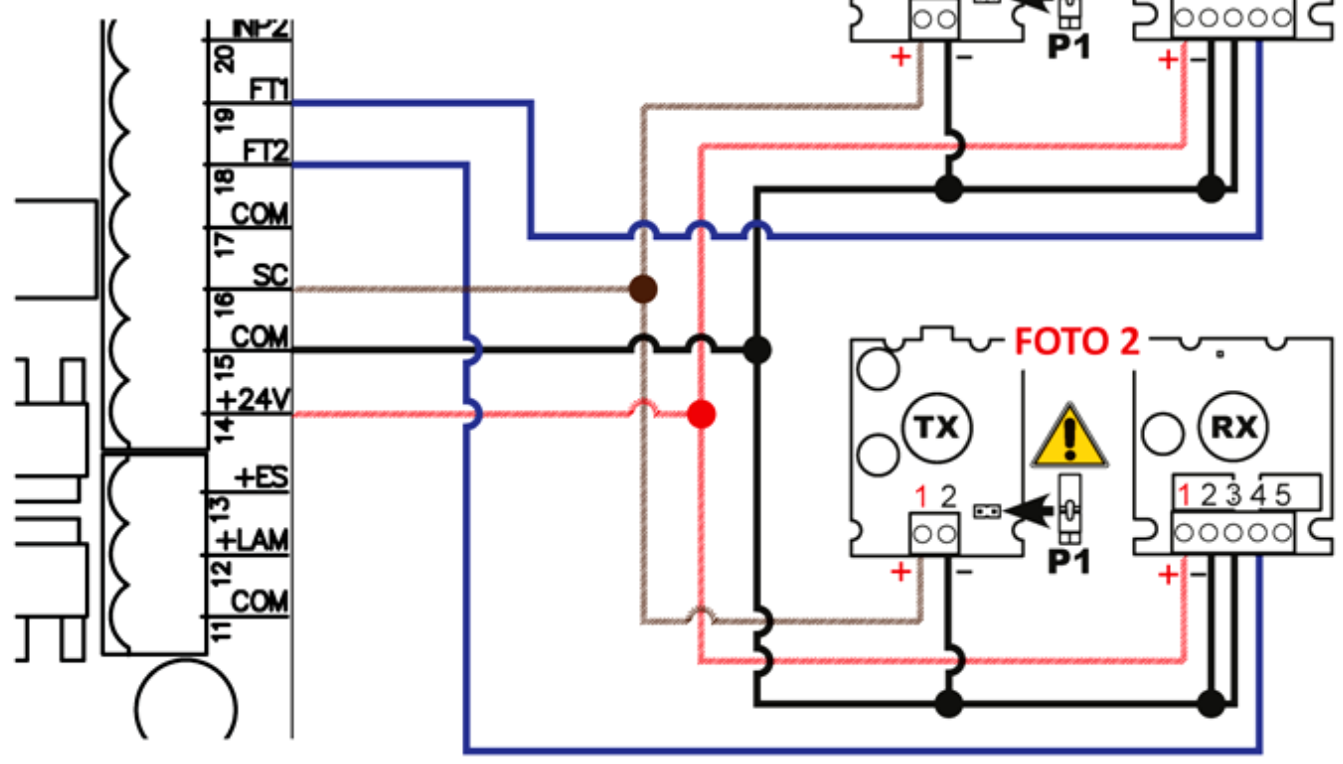 INP2
20
FT1
19
FT2
18
COM
17
SC
16
COM
15
+24V
14
+ES
13
+LAM
12
COM
11
+ −
P1
+ −
FOTO 2
TX
RX
1 2
1 2 3 4 5
P1
+ −
+ −